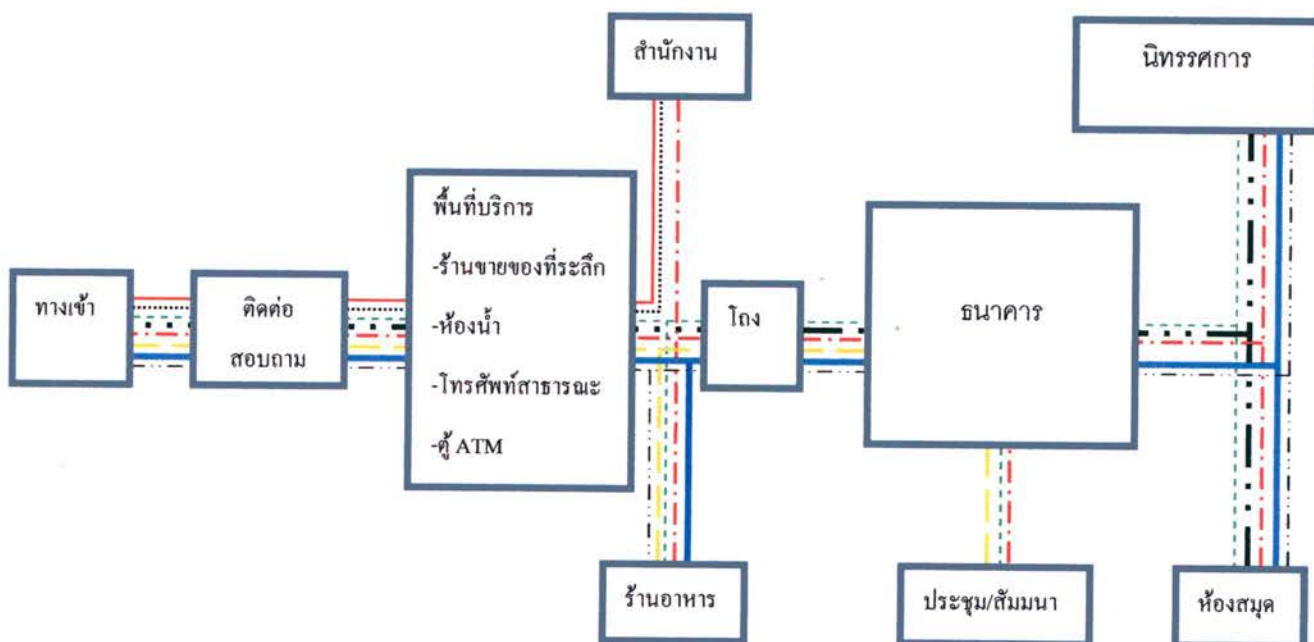 สำนักงาน
นิทรรศการ
พื้นที่บริการ
-ร้านขายของที่ระลึก
-ห้องน้ำ
-โทรศัพท์สาธารณะ
-ตู้ ATM
ทางเข้า
ติดต่อ
สอบถาม
โถง
ธนาคาร
ร้านอาหาร
ประชุม/สัมมนา
ห้องสมุด